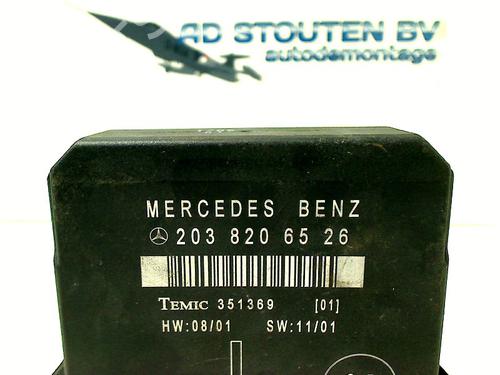 AD STOUTEN BV
autodemontage
MERCEDES BENZ
203 820 65 26
TEMIC 351369 [01]
HW:08/01 SW:11/01